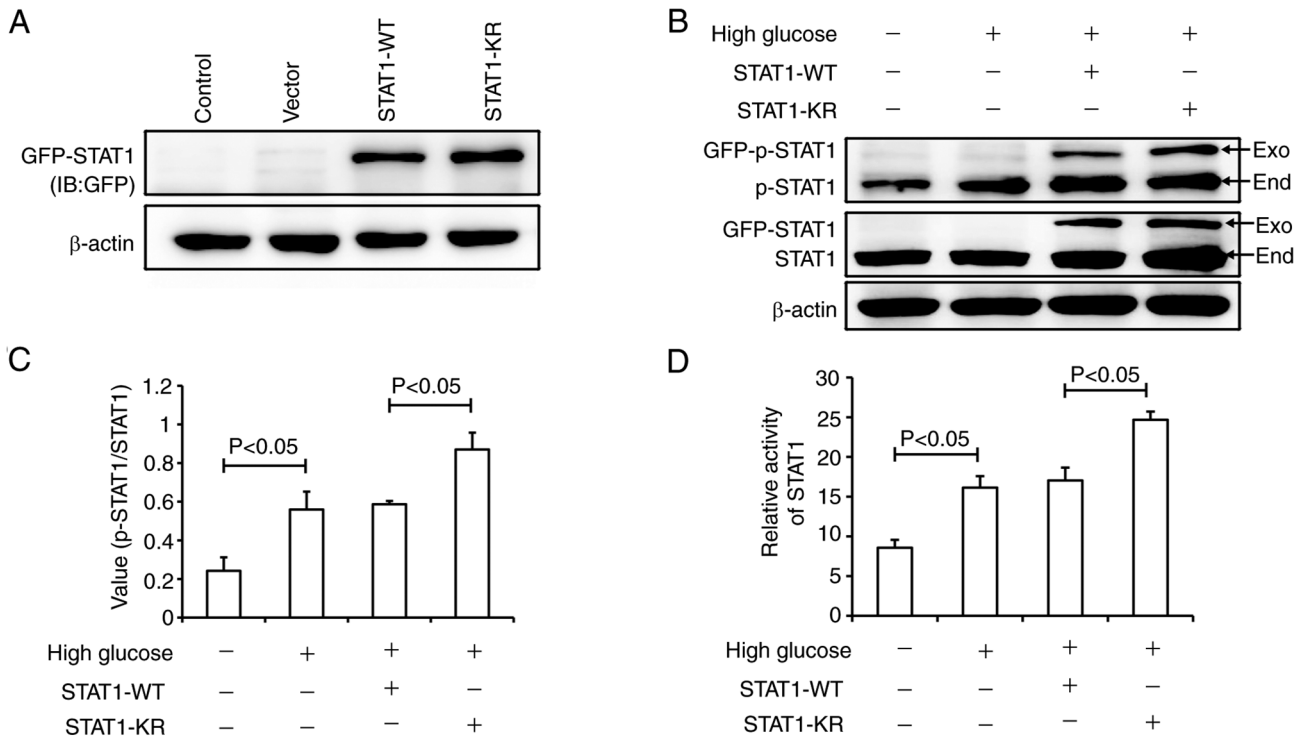 A
Control
Vector
STAT1-WT
STAT1-KR
GFP-STAT1
(IB:GFP)
β-actin
B
High glucose − + + +
STAT1-WT − − + −
STAT1-KR − − − +
GFP-p-STAT1
Exo
p-STAT1
End
GFP-STAT1
Exo
STAT1
End
β-actin
C
Value (p-STAT1/STAT1)
1.2
1
0.8
0.6
0.4
0.2
0
P<0.05
P<0.05
High glucose − + + +
STAT1-WT − − + −
STAT1-KR − − − +
D
Relative activity
of STAT1
30
25
20
15
10
5
0
P<0.05
P<0.05
High glucose − + + +
STAT1-WT − − + −
STAT1-KR − − − +